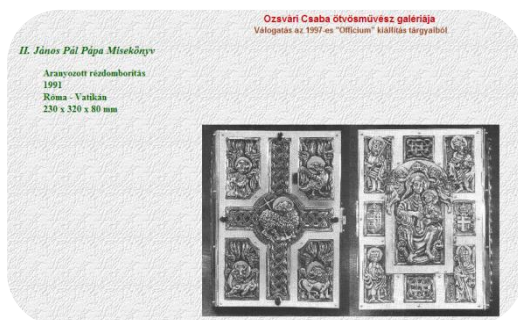 Ozsvári Csaba ötvösművész galériája
Válogatás az 1997-es "Officium" kiállítás tárgyaiból
II. János Pál Pápa Misekönyv
Aranyozott rézdomborítás
1991
Róma - Vatikán
230 x 320 x 80 mm